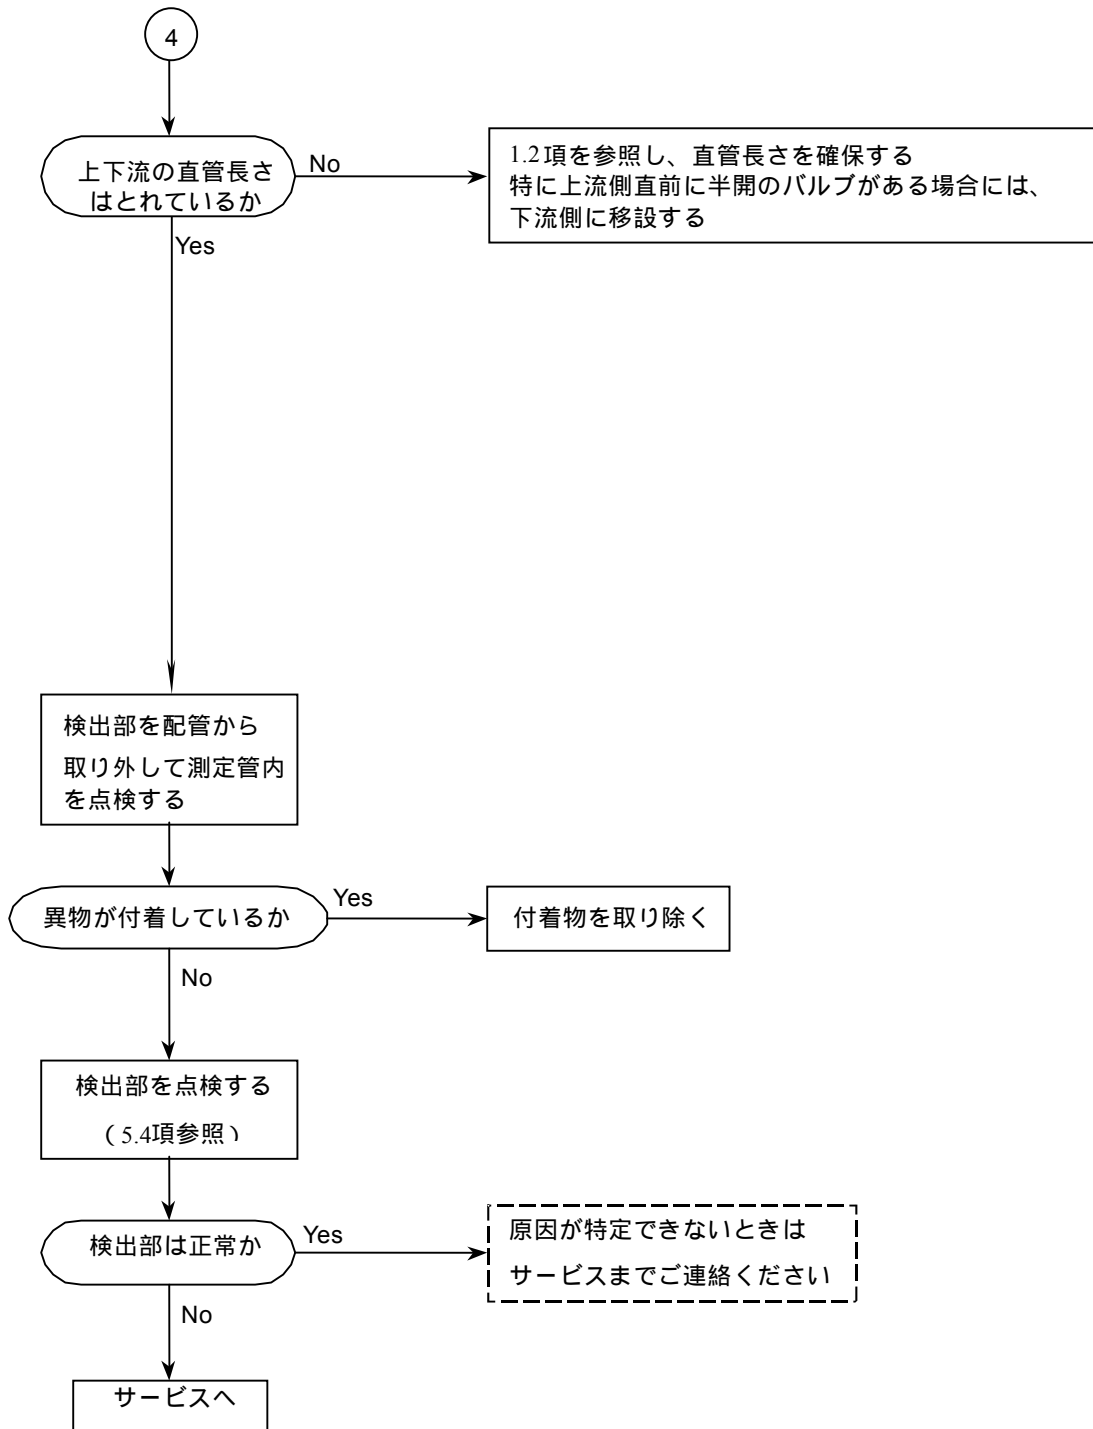 4
上下流の直管長さ
はとれているか
No
1.2項を参照し、直管長さを確保する
特に上流側直前に半開のバルブがある場合には、
下流側に移設する
Yes
検出部を配管から
取り外して測定管内
を点検する
異物が付着しているか
Yes
付着物を取り除く
No
検出部を点検する
（5.4項参照）
検出部は正常か
Yes
原因が特定できないときは
サービスまでご連絡ください
No
サービスへ